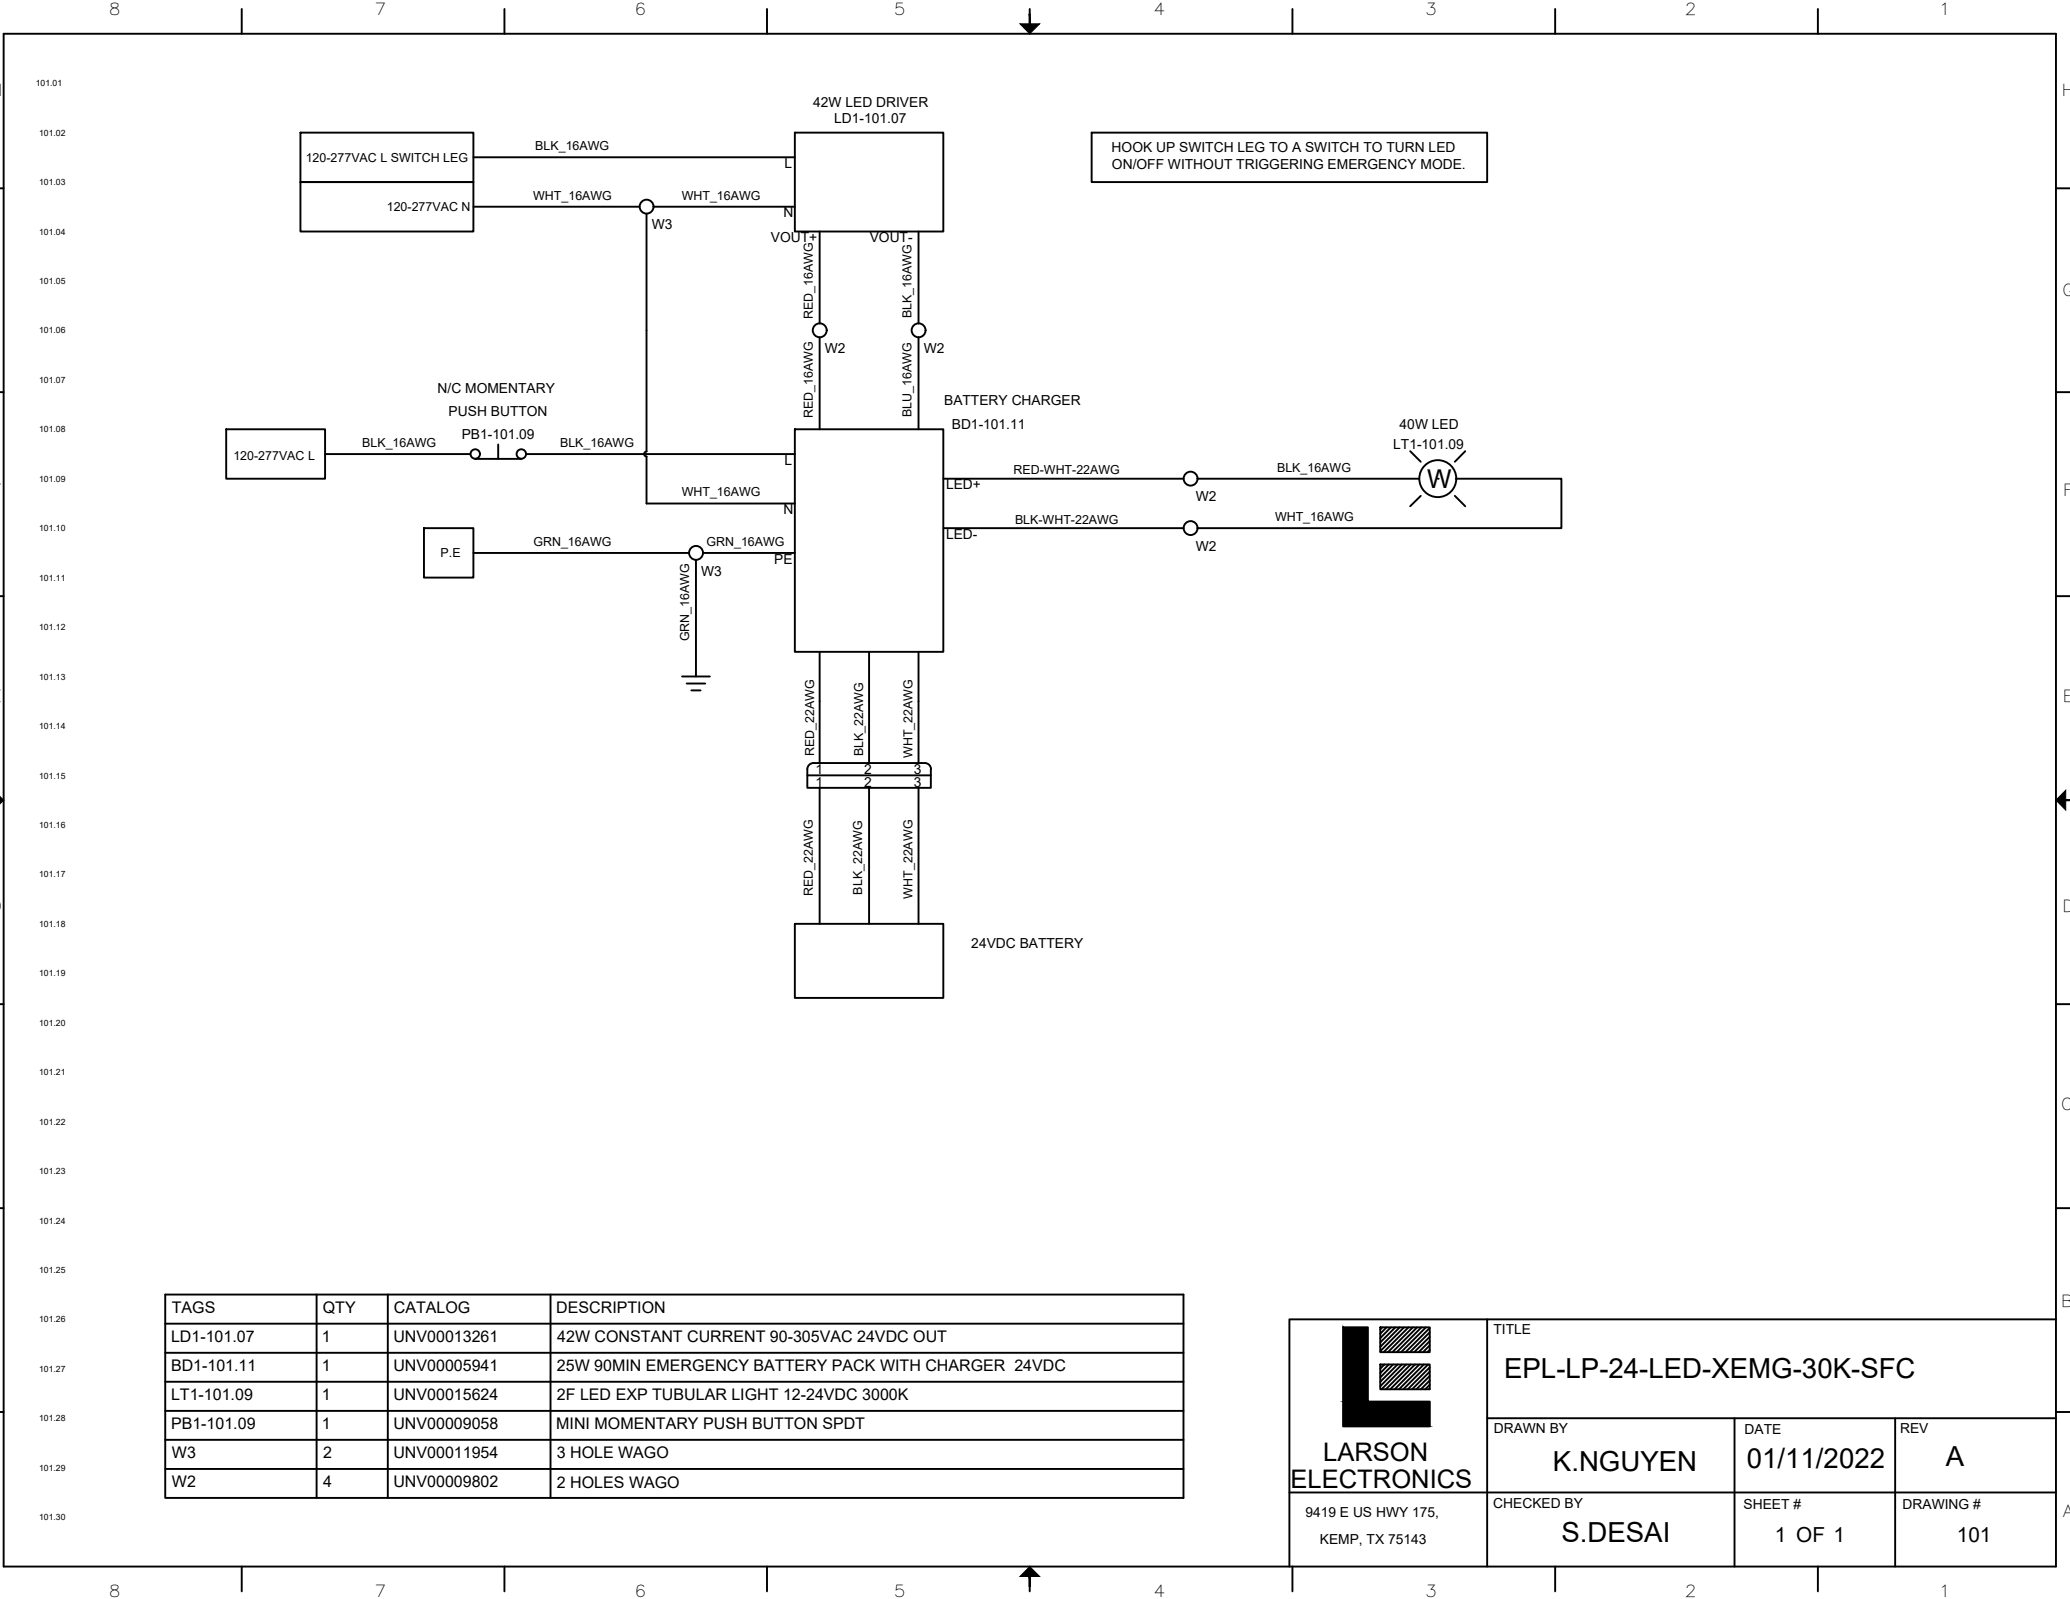 8 7 6 5 4 3 2 1
101.01
H
42W LED DRIVER
LD1-101.07
101.02
120-277VAC L SWITCH LEG
BLK_16AWG
L
HOOK UP SWITCH LEG TO A SWITCH TO TURN LED
ON/OFF WITHOUT TRIGGERING EMERGENCY MODE.
101.03
120-277VAC N
WHT_16AWG
WHT_16AWG
N
W3
101.04
VOUT+
VOUT-
RED_16AWG
BLK_16AWG
101.05
G
101.06
W2
W2
RED_16AWG
BLU_16AWG
101.07
N/C MOMENTARY
PUSH BUTTON
PB1-101.09
BATTERY CHARGER
BD1-101.11
40W LED
LT1-101.09
101.08
120-277VAC L
BLK_16AWG
BLK_16AWG
L
RED-WHT-22AWG
BLK_16AWG
W
101.09
LED+
W2
F
WHT_16AWG
N
BLK-WHT-22AWG
WHT_16AWG
101.10
LED-
W2
P.E
GRN_16AWG
GRN_16AWG
PE
W3
101.11
GRN_16AWG
101.12
101.13
RED_22AWG
BLK_22AWG
WHT_22AWG
E
101.14
101.15
1 2 3
1 2 3
101.16
RED_22AWG
BLK_22AWG
WHT_22AWG
101.17
D
101.18
24VDC BATTERY
101.19
101.20
101.21
C
101.22
101.23
101.24
101.25
B
101.26
101.27
101.28
101.29
101.30
TAGS QTY CATALOG DESCRIPTION
LD1-101.07 1 UNV00013261 42W CONSTANT CURRENT 90-305VAC 24VDC OUT
BD1-101.11 1 UNV00005941 25W 90MIN EMERGENCY BATTERY PACK WITH CHARGER 24VDC
LT1-101.09 1 UNV00015624 2F LED EXP TUBULAR LIGHT 12-24VDC 3000K
PB1-101.09 1 UNV00009058 MINI MOMENTARY PUSH BUTTON SPDT
W3 2 UNV00011954 3 HOLE WAGO
W2 4 UNV00009802 2 HOLES WAGO
LARSON
ELECTRONICS
9419 E US HWY 175,
KEMP, TX 75143
TITLE
EPL-LP-24-LED-XEMG-30K-SFC
DRAWN BY
K.NGUYEN
DATE
01/11/2022
REV
A
CHECKED BY
S.DESAI
SHEET #
1 OF 1
DRAWING #
101
A
8 7 6 5 4 3 2 1